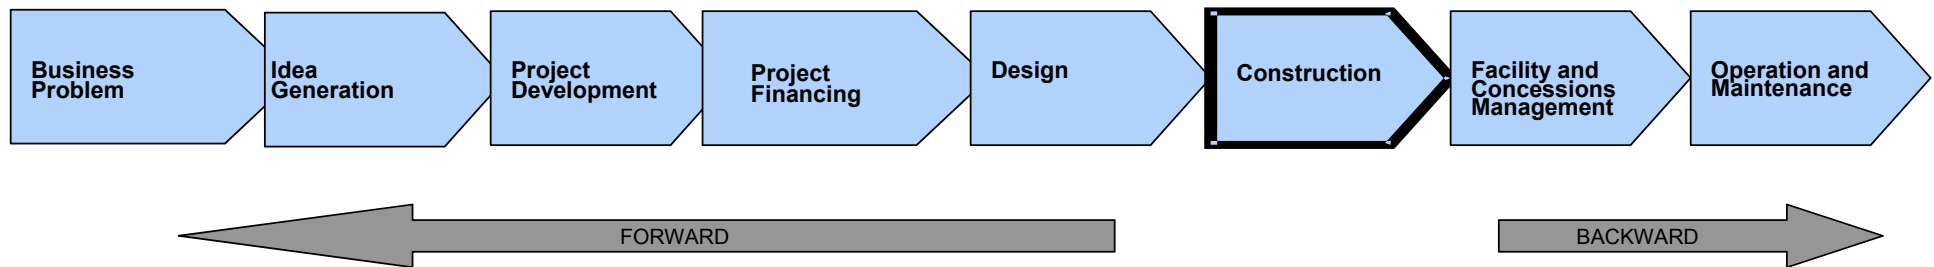 Business
Problem
Idea
Generation
Project
Development
Project
Financing
Design
Construction
Facility and
Concessions
Management
Operation and
Maintenance
FORWARD
BACKWARD